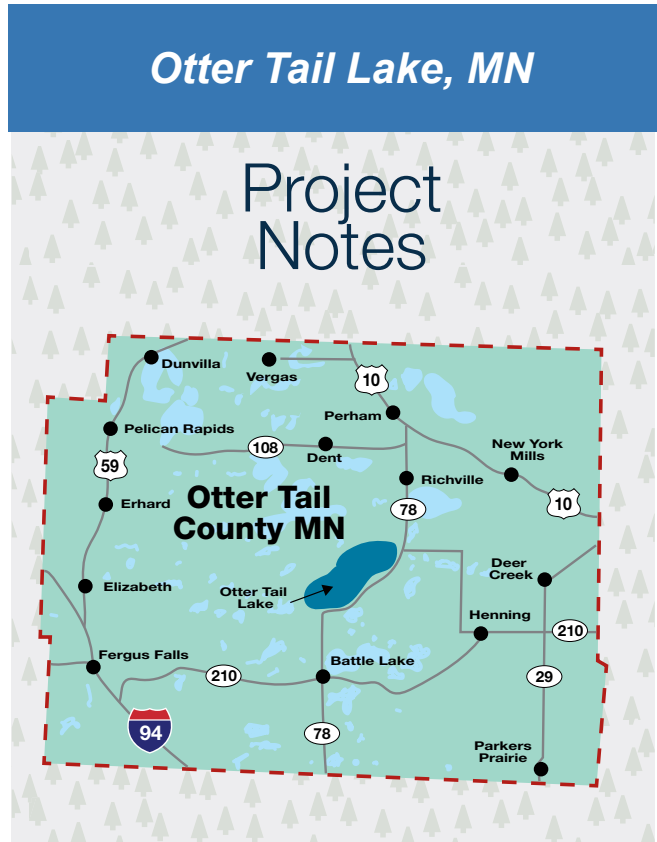 Otter Tail Lake, MN
Project
Notes
Dunvilla
Vergas
10
Perham
Pelican Rapids
108
Dent
New York
Mills
59
Richville
Erhard
Otter Tail
County MN
78
10
Deer
Creek
Elizabeth
Otter Tail
Lake
Henning
210
Fergus Falls
Battle Lake
210
29
94
78
Parkers
Prairie